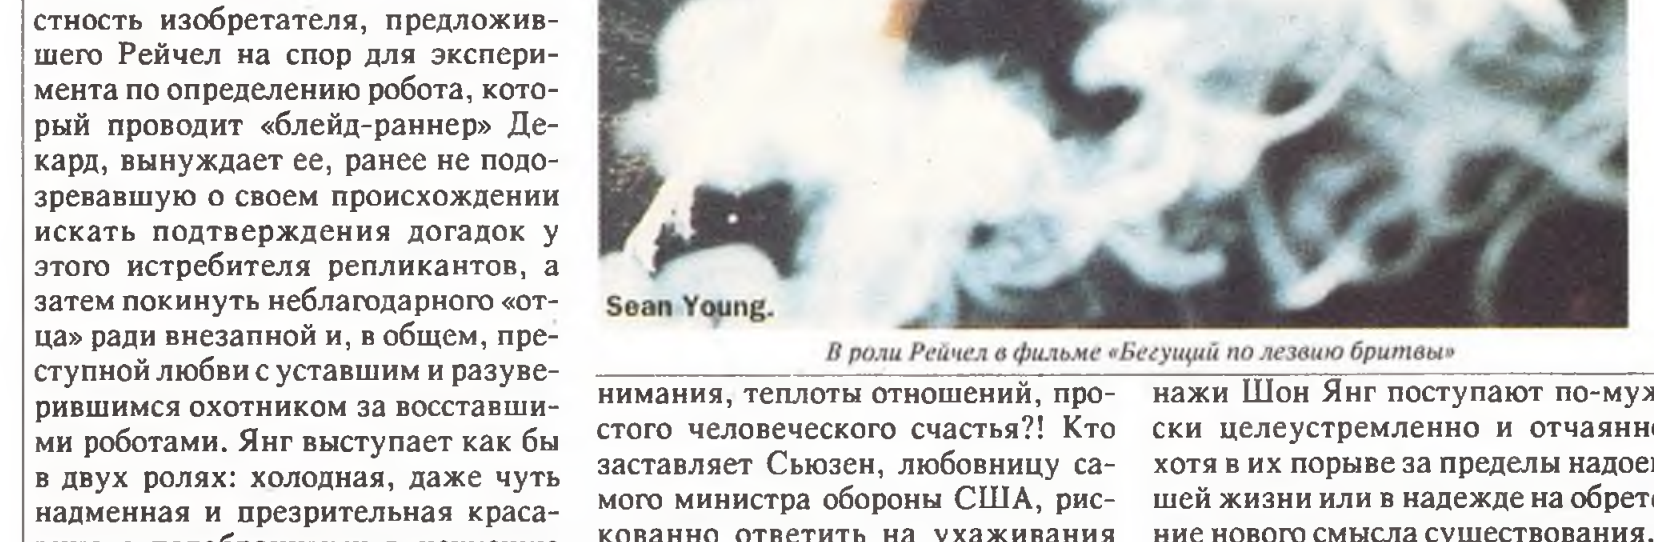 стность изобретателя, предложив-
шего Рейчел на спор для экспери-
мента по определению робота, кото-
рый проводит «блейд-раннер» Де-
кард, вынуждает ее, ранее не подо-
зревавшую о своем происхождении
искать подтверждения догадок у
этого истребителя репликантов, а
затем покинуть неблагодарного «от-
ца» ради внезапной и, в общем, пре-
ступной любви с уставшим и разуве-
рившимся охотником за восставши-
ми роботами. Янг выступает как бы
в двух ролях: холодная, даже чуть
надменная и презрительная краса-
Sean Young.
В роли Рейчел в фильме «Бегущий по лезвию бритвы»
нимания, теплоты отношений, про-
стого человеческого счастья?! Кто
заставляет Сьюзен, любовницу са-
мого министра обороны США, рис-
кованно ответить на ухаживания
нажи Шон Янг поступают по-муж
ски целеустремленно и отчаянн
хотя в их порыве за пределы надоев
шей жизни или в надежде на обрете
ние нового смысла существования.